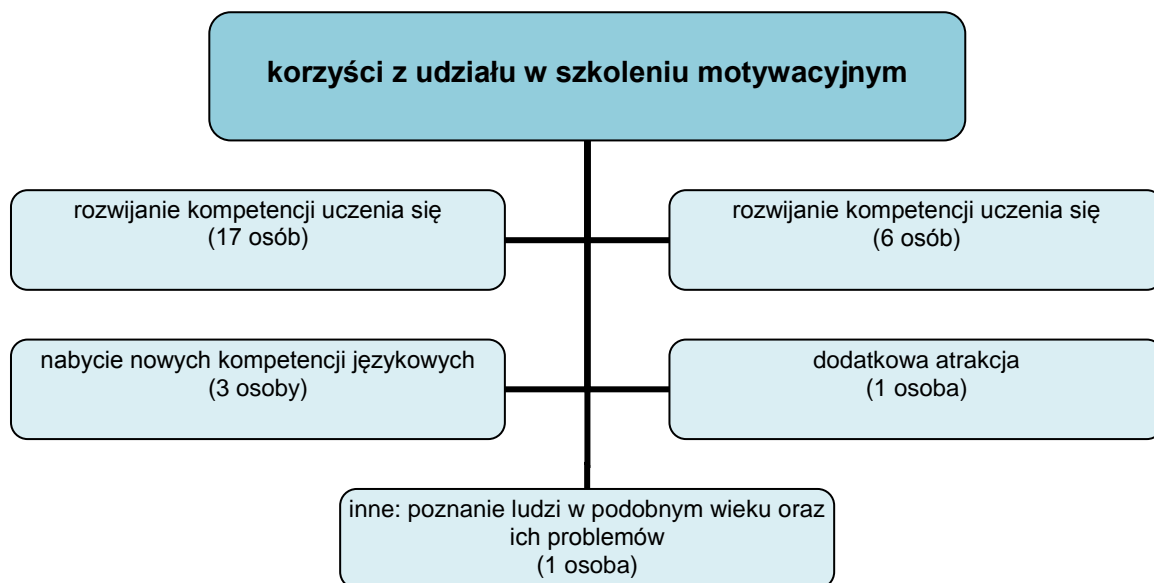 korzyści z udziału w szkoleniu motywacyjnym
rozwijanie kompetencji uczenia się
(17 osób)
rozwijanie kompetencji uczenia się
(6 osób)
nabycie nowych kompetencji językowych
(3 osoby)
dodatkowa atrakcja
(1 osoba)
inne: poznanie ludzi w podobnym wieku oraz
ich problemów
(1 osoba)